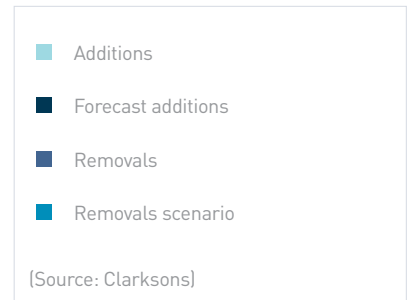 Additions
Forecast additions
Removals
Removals scenario
(Source: Clarksons)